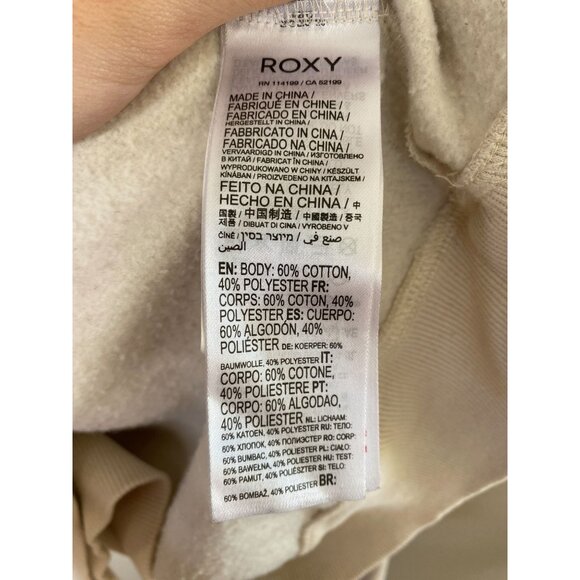 ROXY
RN 114199 / CA 52199
MADE IN CHINA /
FABRIQUÉ EN CHINE /
FABRICADO EN CHINA /
HERGESTELLT IN CHINA /
FABBRICATO IN CINA /
FABRICADO NA CHINA /
VERVAARDIGD IN CHINA / ИЗГОТОВЛЕНО
В КИТАЙ / FABRICAT ÎN CHINA /
WYPRODUKOWANO W CHINY / KÉSZÜLT
KÍNÁBAN / PROIZVEDENO NA KITAJSKEM /
FEITO NA CHINA /
HECHO EN CHINA / 中
国製 / 中国制造 / 中國製造 / 중국
제품 / DIBUAT DI CINA / VYROBENO V
ČÍNĚ / מיוצר בסין / صنع في
الصين
EN: BODY: 60% COTTON,
40% POLYESTER FR:
CORPS: 60% COTON, 40%
POLYESTER ES: CUERPO:
60% ALGODÓN, 40%
POLIÉSTER DE: KOERPER: 60%
BAUMWOLLE, 40% POLYESTER IT:
CORPO: 60% COTONE,
40% POLIESTERE PT:
CORPO: 60% ALGODAO,
40% POLYESTER NL: LICHAAM:
60% KATOEN, 40% POLYESTER RU: ТЕЛО:
60% ХЛОПОК, 40% ПОЛИЭСТЕР RO: CORP:
60% BUMBAC, 40% POLIESTER PL: CIAŁO:
60% BAWEŁNA, 40% POLIESTER HU: TEST:
60% PAMUT, 40% POLIÉSZTER SI: TELO:
60% BOMBAŽ, 40% POLIESTER BR: